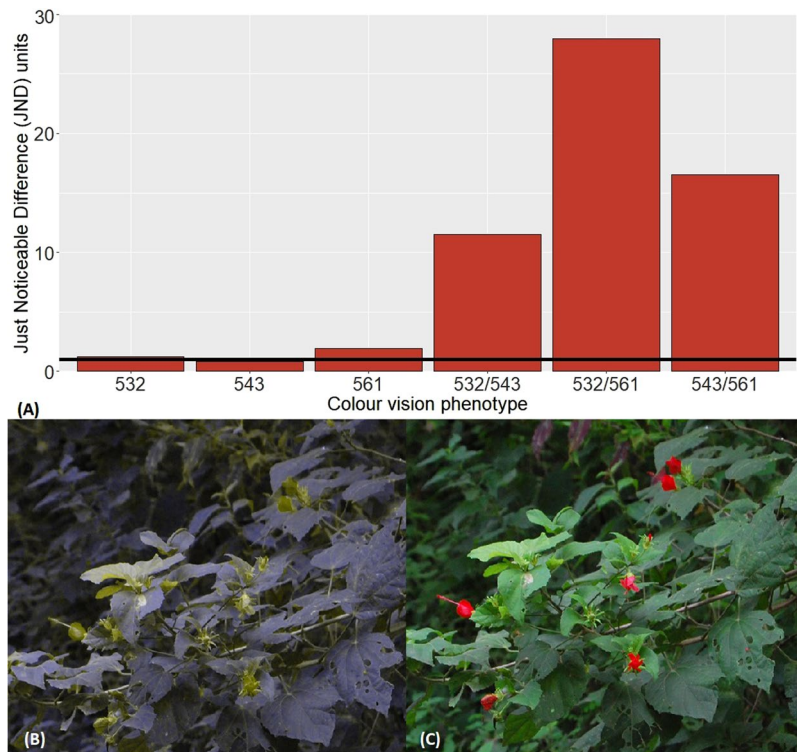 Just Noticeable Difference (JND) units
30
20
10
0
532
543
561
532/543
532/561
543/561
Colour vision phenotype
(A)
(B)
(C)